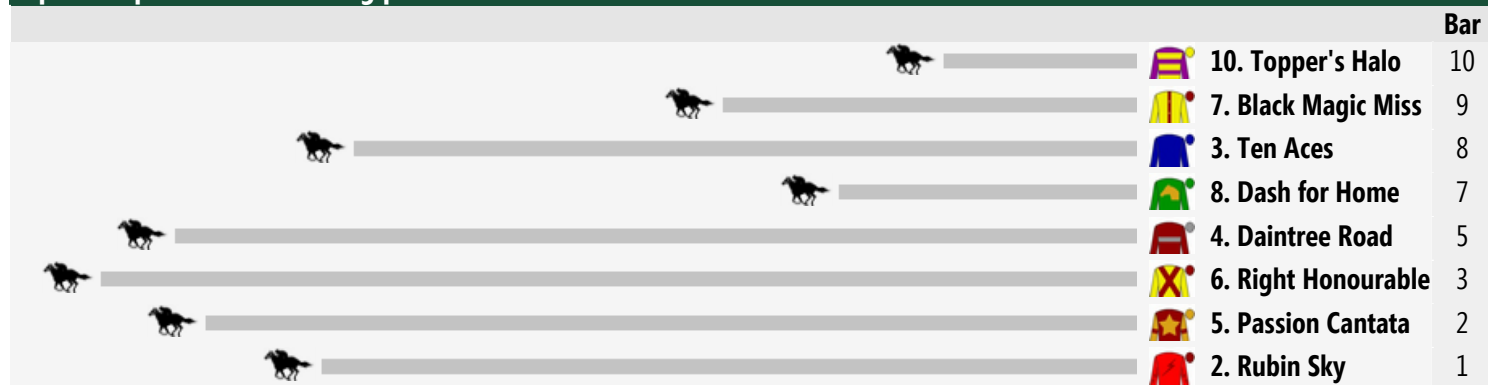 Bar
10. Topper's Halo 10
7. Black Magic Miss 9
3. Ten Aces 8
8. Dash for Home 7
4. Daintree Road 5
6. Right Honourable 3
5. Passion Cantata 2
2. Rubin Sky 1